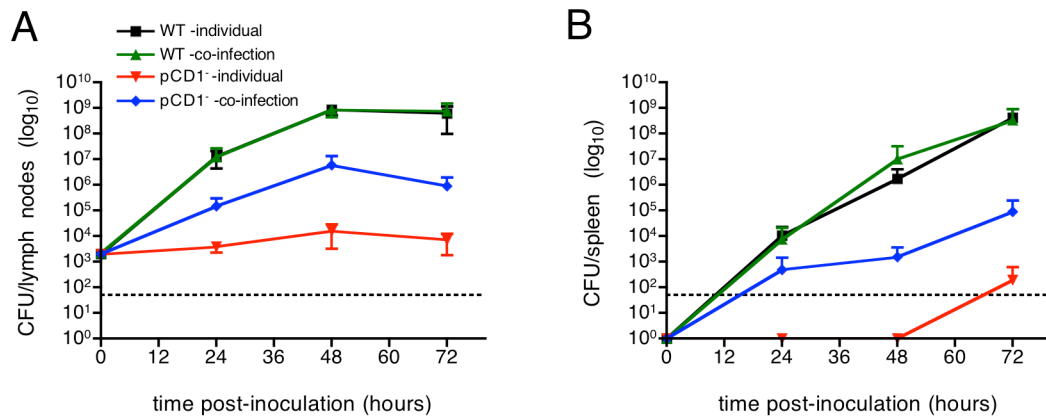 A
WT -individual
WT -co-infection
pCD1⁻ -individual
pCD1⁻ -co-infection
CFU/lymph nodes (log₁₀)
10¹⁰
10⁹
10⁸
10⁷
10⁶
10⁵
10⁴
10³
10²
10¹
10⁰
0 12 24 36 48 60 72
time post-inoculation (hours)
B
CFU/spleen (log₁₀)
10¹⁰
10⁹
10⁸
10⁷
10⁶
10⁵
10⁴
10³
10²
10¹
10⁰
0 12 24 36 48 60 72
time post-inoculation (hours)